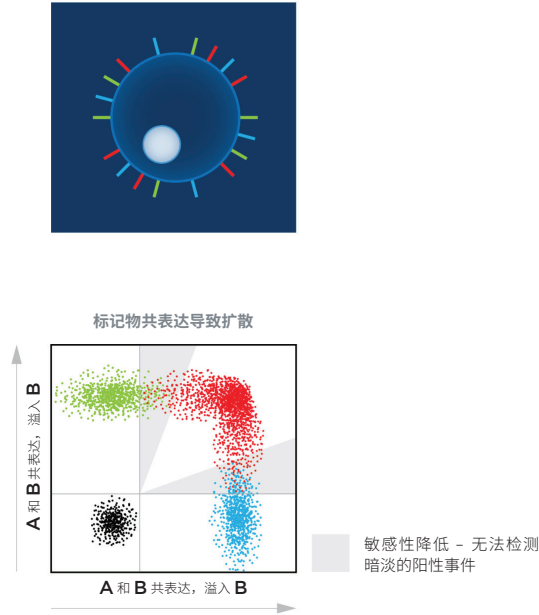 标记物共表达导致扩散
A 和 B 共表达，溢入 B
A 和 B 共表达，溢入 B
敏感性降低 – 无法检测
暗淡的阳性事件